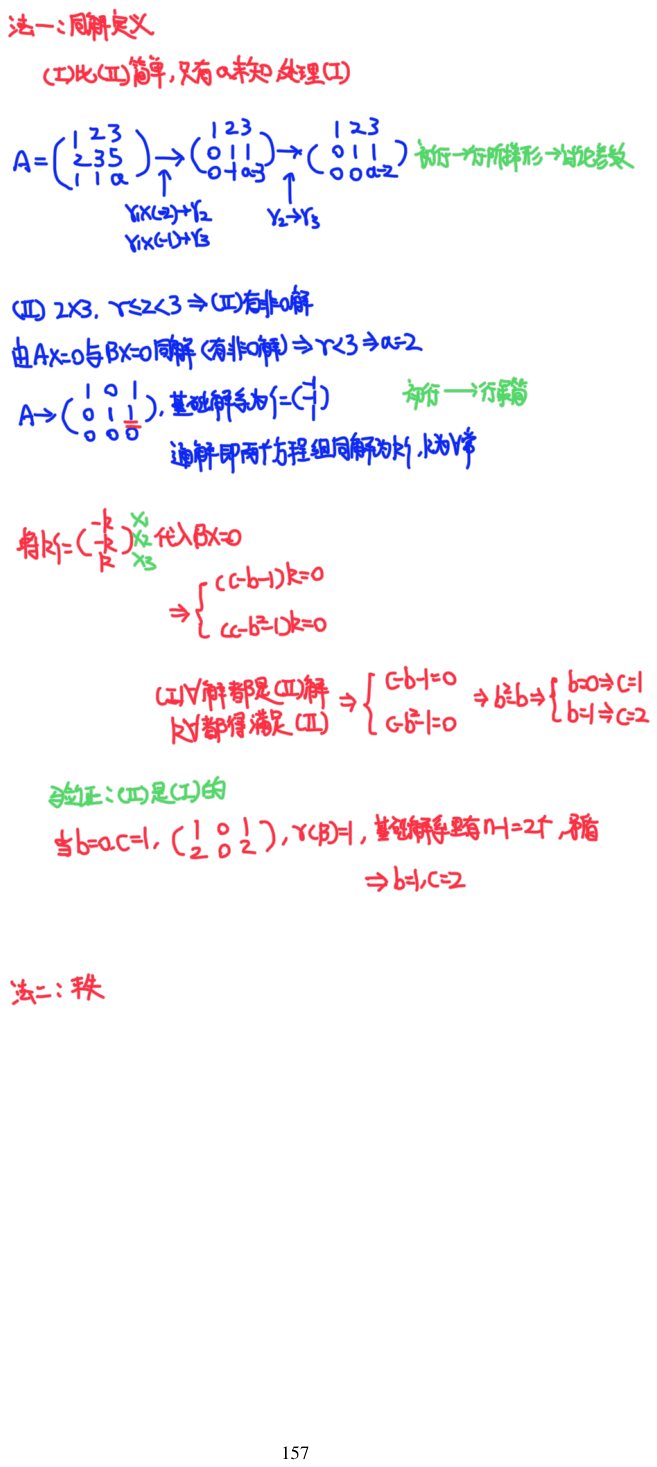 法一：同解定义
(I)比(II)简单,只有a未知,处理(I)
A=(1 2 3 → (1 2 3 → (1 2 3
2 3 5 0 1 1 0 1 1
1 1 a) 0 -1 a-3) 0 0 a-2) 初行→行阶梯形→讨论参数
r1×(-2)+r2 r2→r3
r1×(-1)+r3
(II) 2×3, r≤2<3⇒(II)有非0解
由Ax=0与Bx=0同解(有非0解)⇒r<3⇒a=2
A→(1 0 1
0 1 1
0 0 0),基础解系为ξ=(-1 -1 1) 初行→行最简
通解即两个方程组同解为kξ,k为∀常
将kξ=(-k -k k) x1 x2 x3 代入Bx=0
⇒{(c-b-1)k=0
(c-b²-1)k=0
(I)∀解都是(II)解 ⇒{c-b-1=0 ⇒b²=b⇒{b=0⇒c=1
k∀都得满足(II) c-b²-1=0 b=1⇒c=2
验证：(II)是(I)的
当b=0,c=1,(1 0 1
2 0 2),r(B)=1,基础解系里有n-1=2个,矛盾
⇒b=1,c=2
法二：秩
157